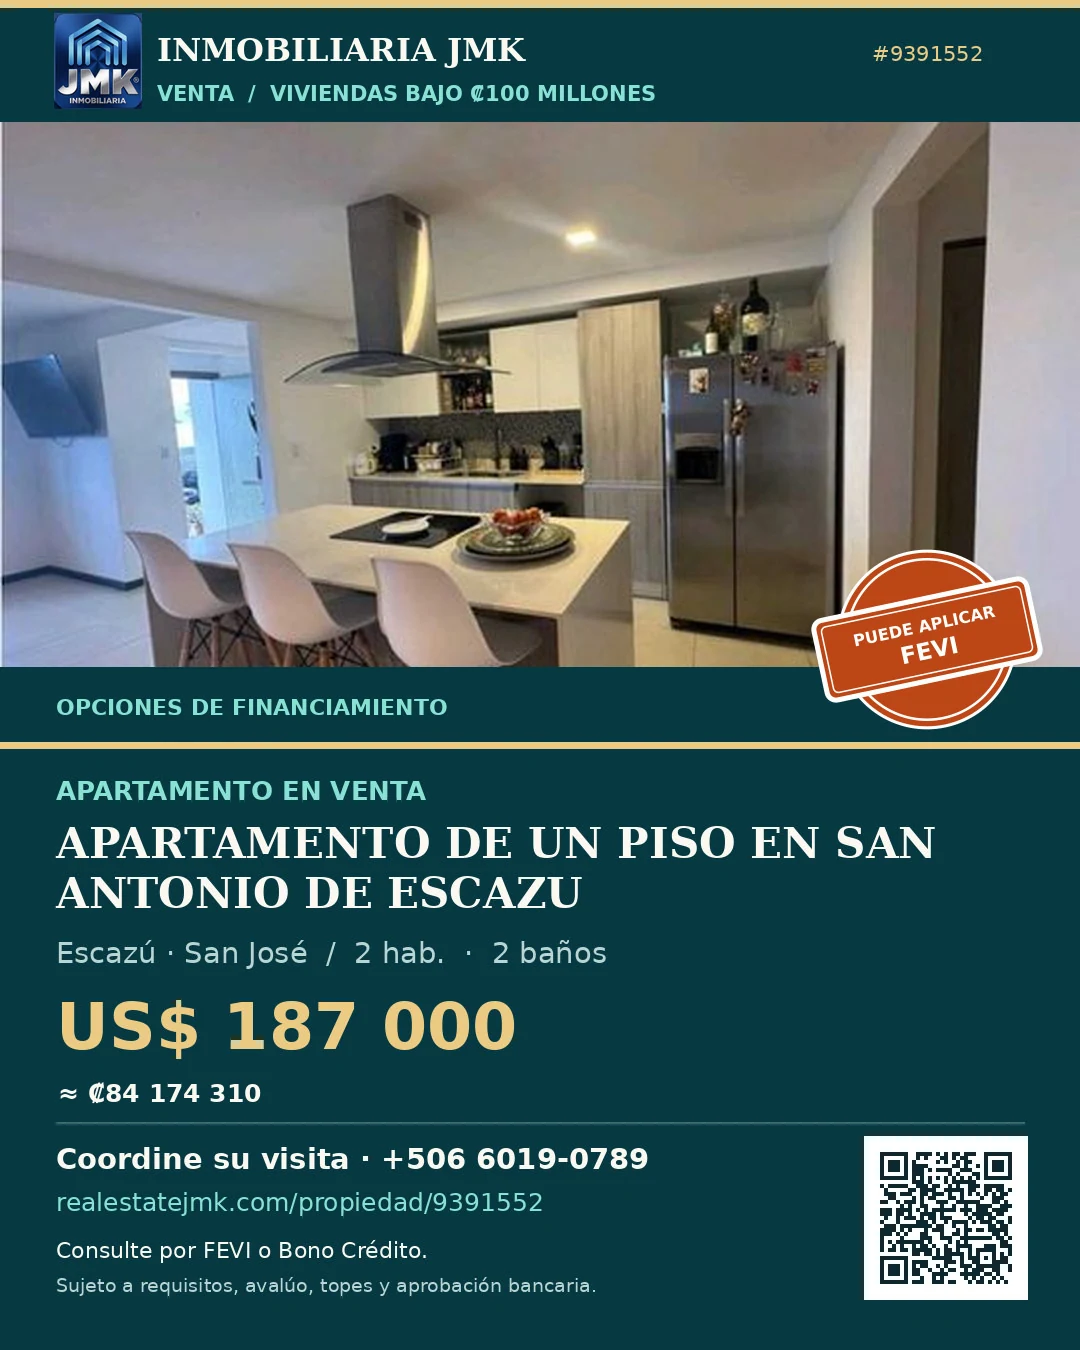 JMK
INMOBILIARIA
INMOBILIARIA JMK
#9391552
VENTA / VIVIENDAS BAJO ₡100 MILLONES
PUEDE APLICAR
FEVI
OPCIONES DE FINANCIAMIENTO
APARTAMENTO EN VENTA
APARTAMENTO DE UN PISO EN SAN
ANTONIO DE ESCAZU
Escazú · San José / 2 hab. · 2 baños
US$ 187 000
≈ ₡84 174 310
Coordine su visita · +506 6019-0789
realestatejmk.com/propiedad/9391552
Consulte por FEVI o Bono Crédito.
Sujeto a requisitos, avalúo, topes y aprobación bancaria.